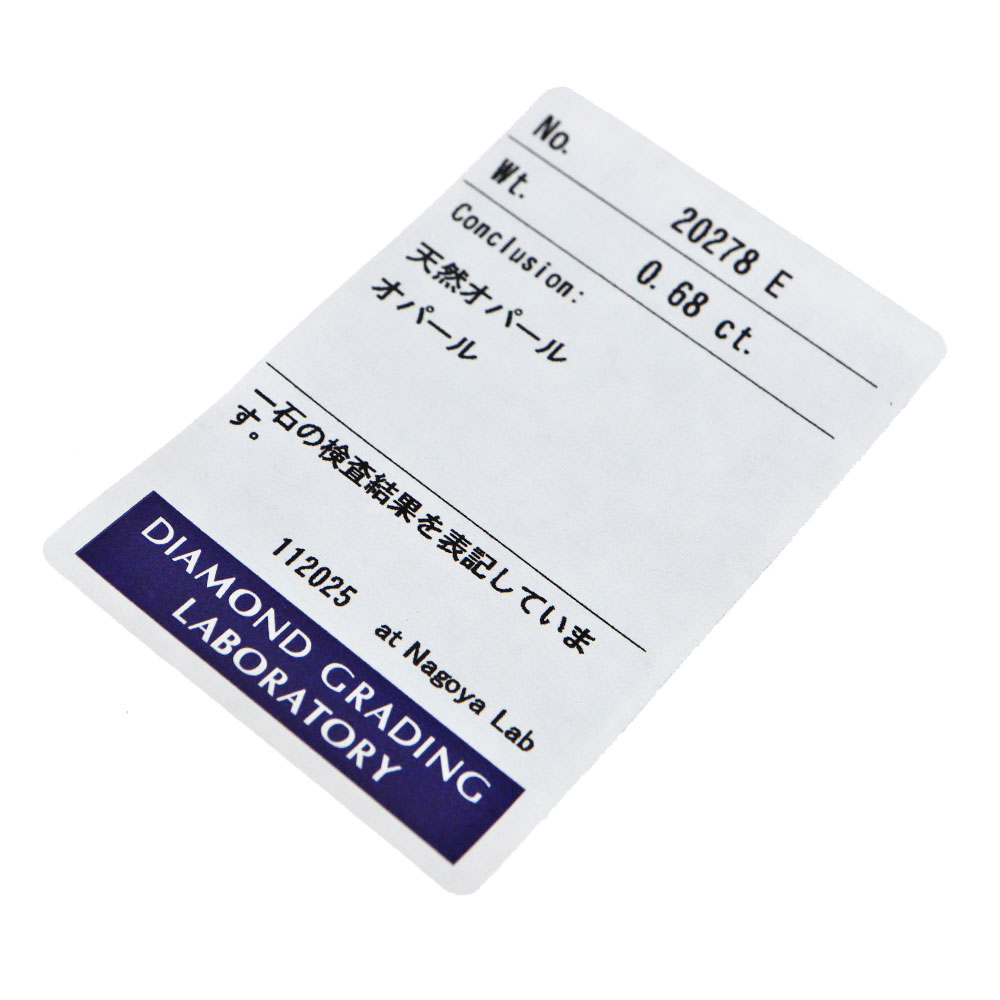 No. 20278 E
Wt. 0.68 ct.
Conclusion:
天然オパール
オパール
一石の検査結果を表記していま
す。
112025 at Nagoya Lab
DIAMOND GRADING
LABORATORY